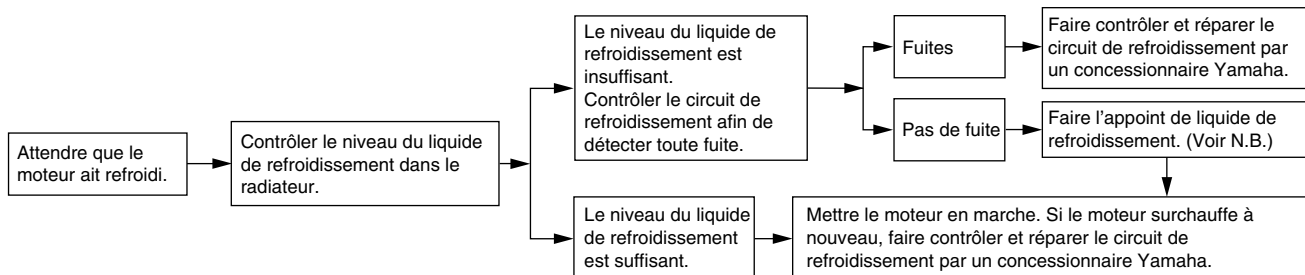 Attendre que le
moteur ait refroidi.
Contrôler le niveau du liquide
de refroidissement dans le
radiateur.
Le niveau du liquide de
refroidissement est
insuffisant.
Contrôler le circuit de
refroidissement afin de
détecter toute fuite.
Fuites
Faire contrôler et réparer le
circuit de refroidissement par
un concessionnaire Yamaha.
Pas de fuite
Faire l’appoint de liquide de
refroidissement. (Voir N.B.)
Le niveau du liquide
de refroidissement
est suffisant.
Mettre le moteur en marche. Si le moteur surchauffe à
nouveau, faire contrôler et réparer le circuit de
refroidissement par un concessionnaire Yamaha.